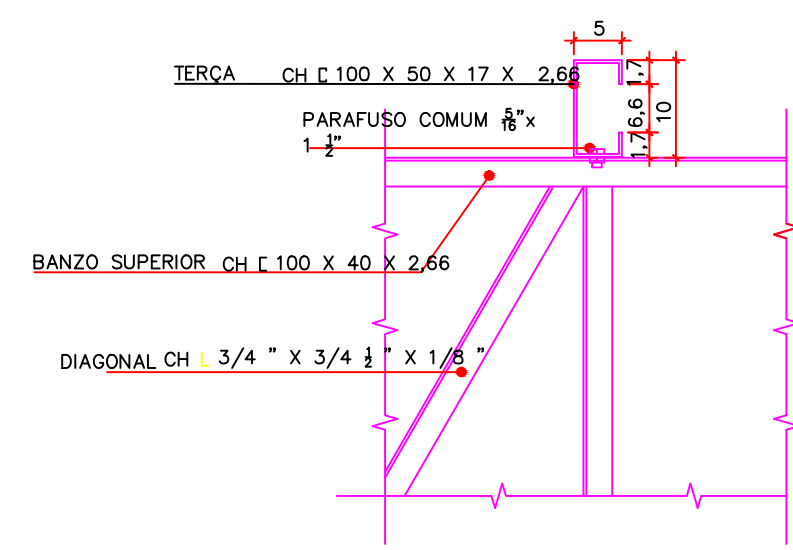 5
TERÇA CH [ 100 X 50 X 17 X 2,66
1,7
PARAFUSO COMUM 5/16"x
6,6
10
1 1/2"
1,7
BANZO SUPERIOR CH [ 100 X 40 X 2,66
DIAGONAL CH L 3/4 " X 3/4 1/2 " X 1/8 "